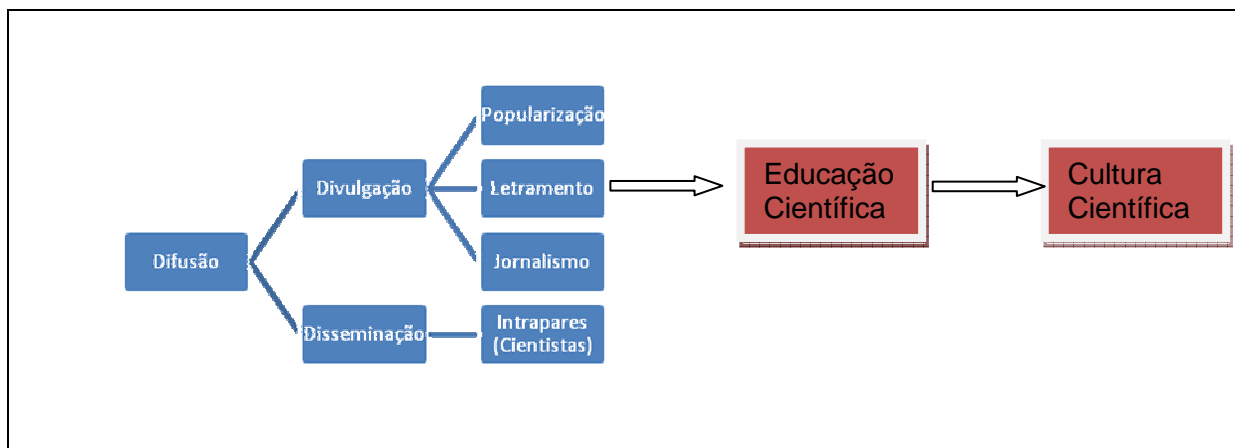 Popularização
Divulgação
Letramento
Educação
Científica
Cultura
Científica
Difusão
Jornalismo
Disseminação
Intrapares
(Cientistas)